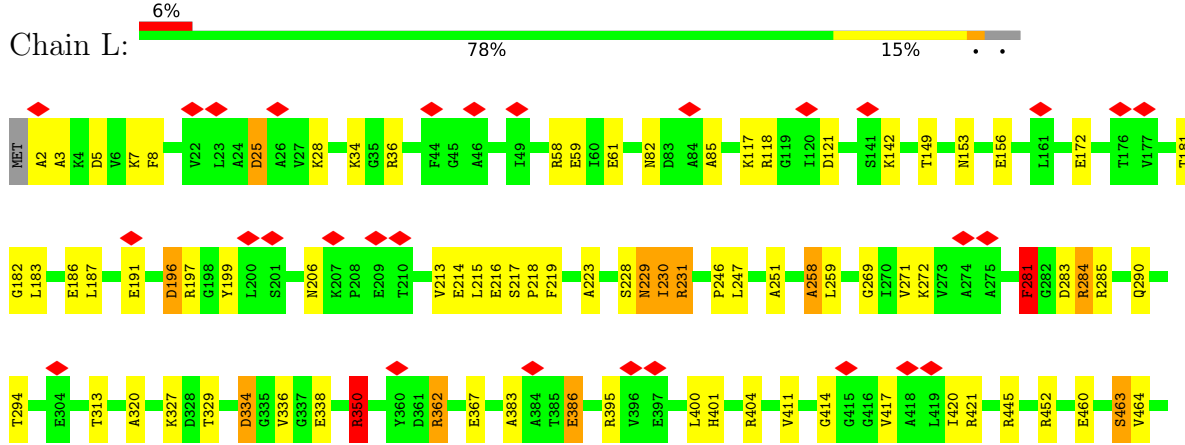 6%
Chain L:
78% 15% • •
MET A2 A3 K4 D5 V6 K7 F8 V22 L23 A24 D25 A26 V27 K28 K34 G35 R36 F44 G45 A46 I49 R58 E59 I60 E61 N82 D83 A84 A85 K117 R118 G119 I120 D121 S141 K142 T149 N153 E156 L161 E172 T176 V177 T181
G182 L183 E186 L187 E191 D196 R197 G198 Y199 L200 S201 N206 K207 P208 E209 T210 V213 E214 L215 E216 S217 P218 F219 A223 S228 N229 I230 R231 P246 L247 A251 A258 L259 G269 I270 V271 K272 V273 A274 A275 F281 G282 D283 R284 R285 Q290
T294 E304 T313 A320 K327 D328 T329 D334 G335 V336 G337 E338 R350 Y360 D361 R362 E367 A383 A384 T385 E386 R395 V396 E397 L400 H401 R404 V411 G414 G415 G416 V417 A418 L419 I420 R421 R445 R452 E460 S463 V464